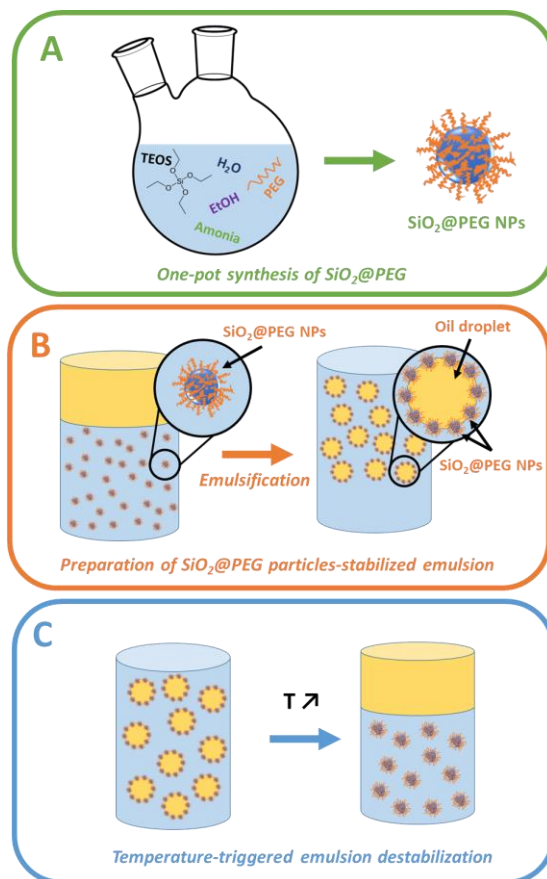 A
TEOS
H₂O
Si
O
O
O
O
EtOH
PEG
Amonia
SiO₂@PEG NPs
One-pot synthesis of SiO₂@PEG
B
SiO₂@PEG NPs
Oil droplet
Emulsification
SiO₂@PEG NPs
Preparation of SiO₂@PEG particles-stabilized emulsion
C
T ↗
Temperature-triggered emulsion destabilization